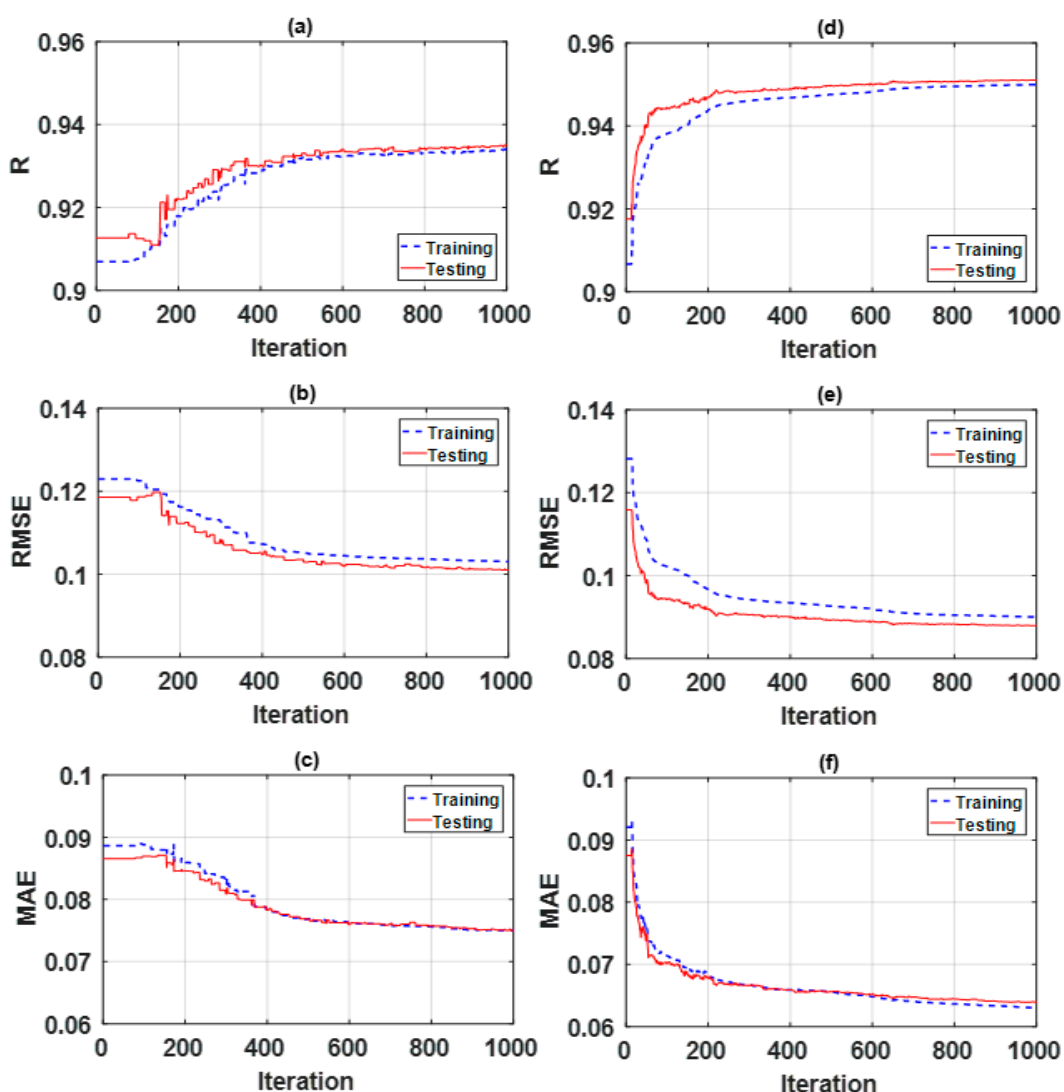 (a)
0.96
0.94
0.92
0.9
R
Training
Testing
0 200 400 600 800 1000
Iteration
(d)
0.96
0.94
0.92
0.9
R
Training
Testing
0 200 400 600 800 1000
Iteration
(b)
0.14
0.12
0.1
0.08
RMSE
Training
Testing
0 200 400 600 800 1000
Iteration
(e)
0.14
0.12
0.1
0.08
RMSE
Training
Testing
0 200 400 600 800 1000
Iteration
(c)
0.1
0.09
0.08
0.07
0.06
MAE
Training
Testing
0 200 400 600 800 1000
Iteration
(f)
0.1
0.09
0.08
0.07
0.06
MAE
Training
Testing
0 200 400 600 800 1000
Iteration